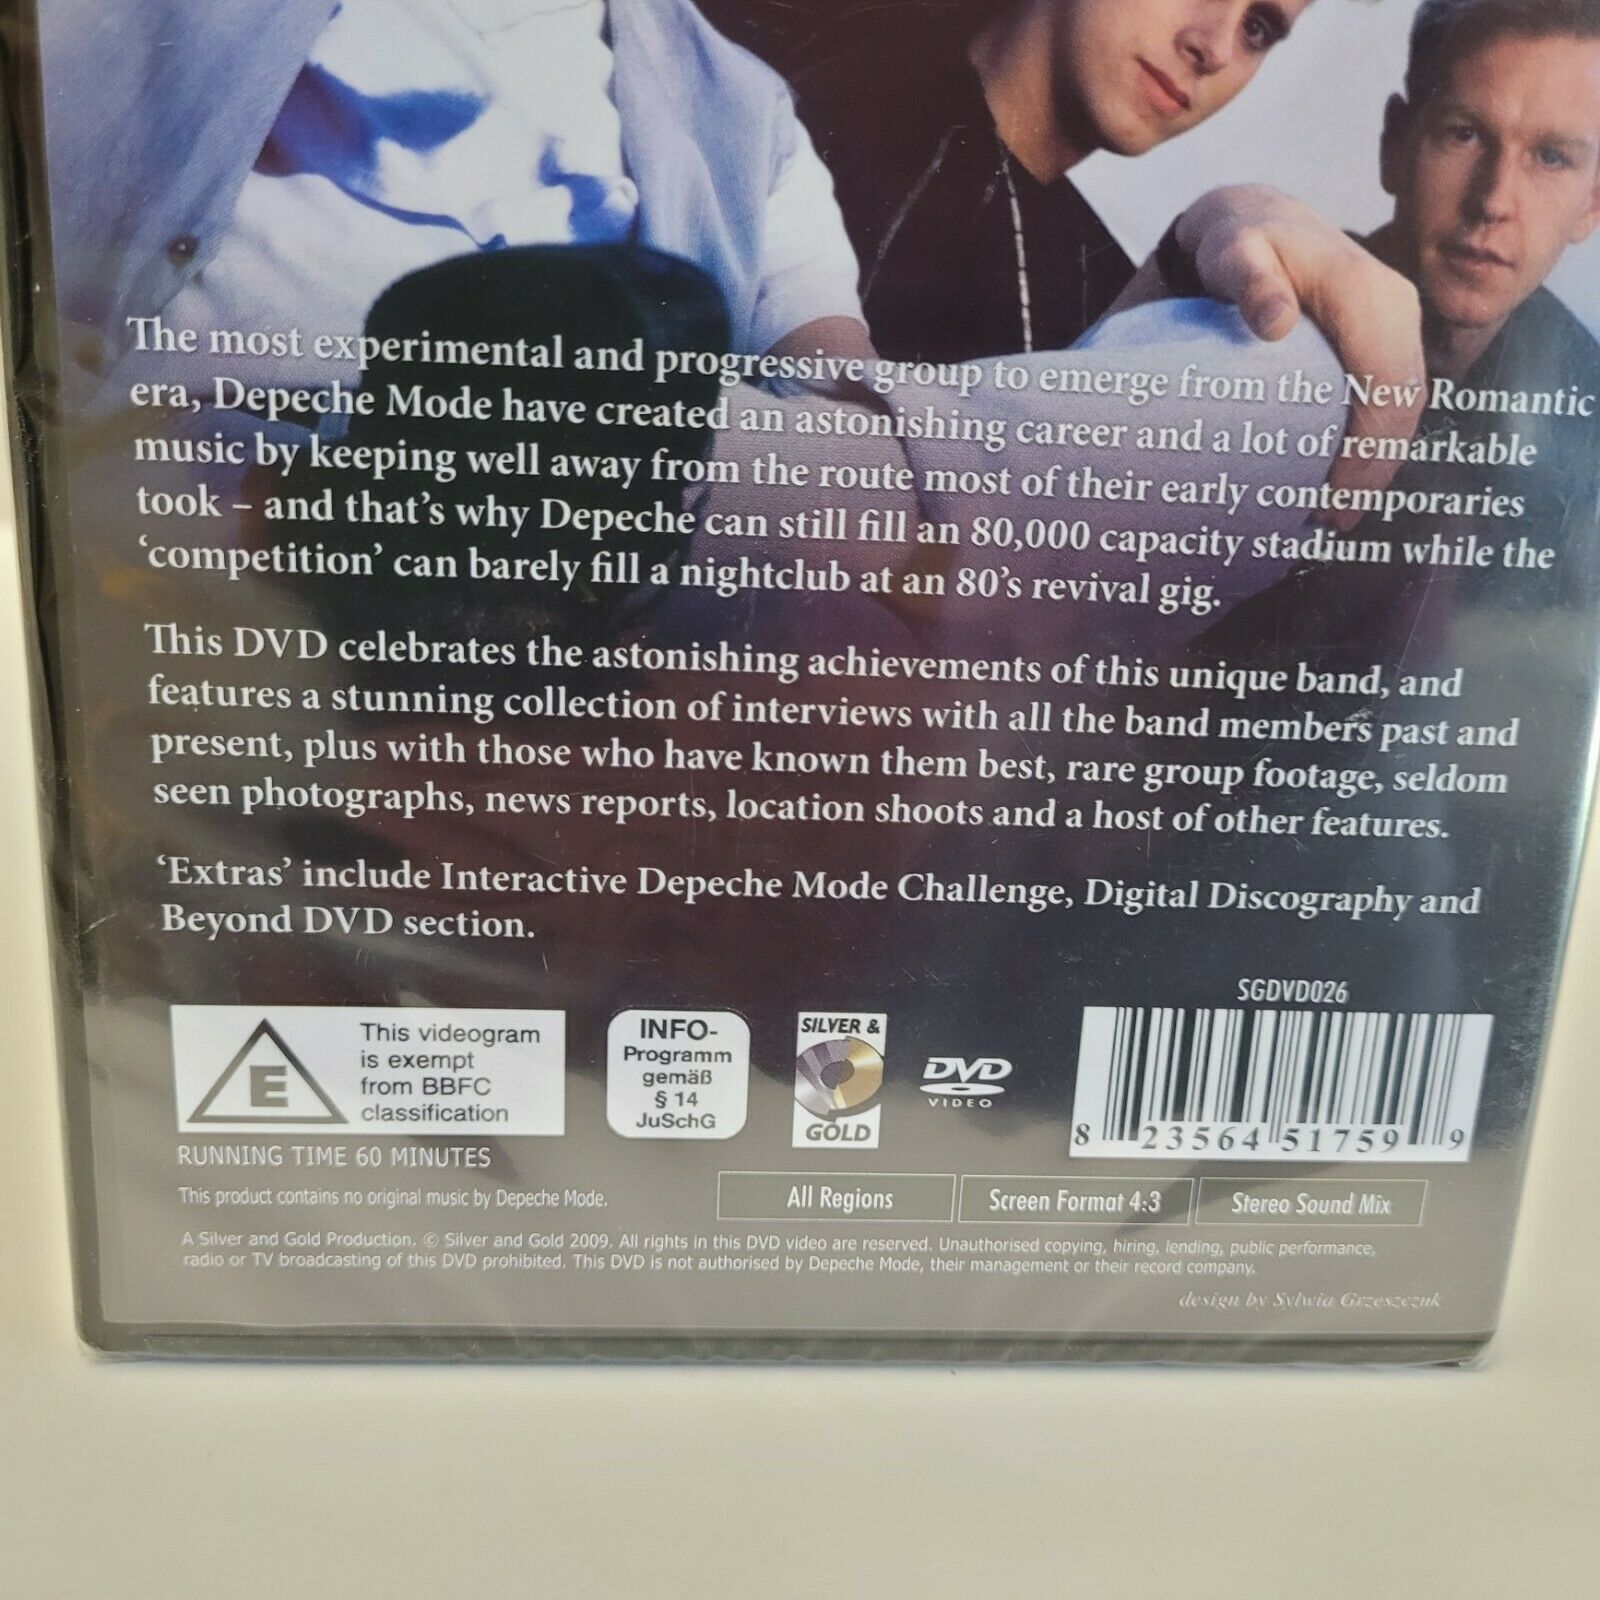 The most experimental and progressive group to emerge from the New Romantic
era, Depeche Mode have created an astonishing career and a lot of remarkable
music by keeping well away from the route most of their early contemporaries
took – and that's why Depeche can still fill an 80,000 capacity stadium while the
‘competition’ can barely fill a nightclub at an 80's revival gig.
This DVD celebrates the astonishing achievements of this unique band, and
features a stunning collection of interviews with all the band members past and
present, plus with those who have known them best, rare group footage, seldom
seen photographs, news reports, location shoots and a host of other features.
‘Extras’ include Interactive Depeche Mode Challenge, Digital Discography and
Beyond DVD section.
E
This videogram
is exempt
from BBFC
classification
INFO-
Programm
gemäß
§ 14
JuSchG
SILVER &
GOLD
DVD
VIDEO
SGDVD026
8 23564 51759 9
RUNNING TIME 60 MINUTES
This product contains no original music by Depeche Mode.
All Regions
Screen Format 4:3
Stereo Sound Mix
A Silver and Gold Production. © Silver and Gold 2009. All rights in this DVD video are reserved. Unauthorised copying, hiring, lending, public performance,
radio or TV broadcasting of this DVD prohibited. This DVD is not authorised by Depeche Mode, their management or their record company.
design by Sylwia Grzeszczuk